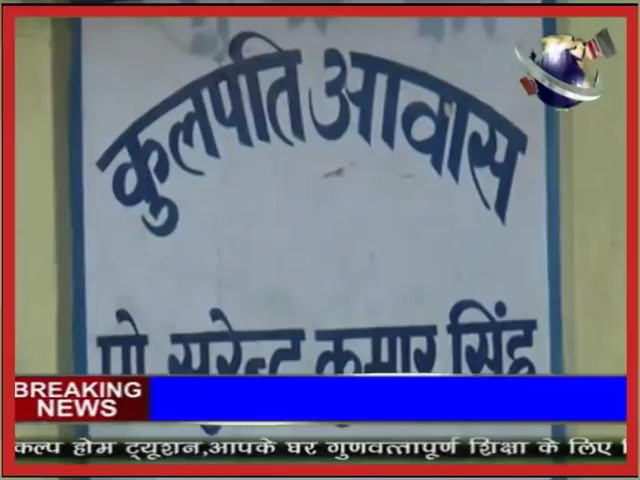 कुलपति आवास
प्रो. सुरेन्द्र कुमार सिंह
BREAKING
NEWS
कल्प होम ट्यूशन,आपके घर गुणवत्तापूर्ण शिक्षा के लिए